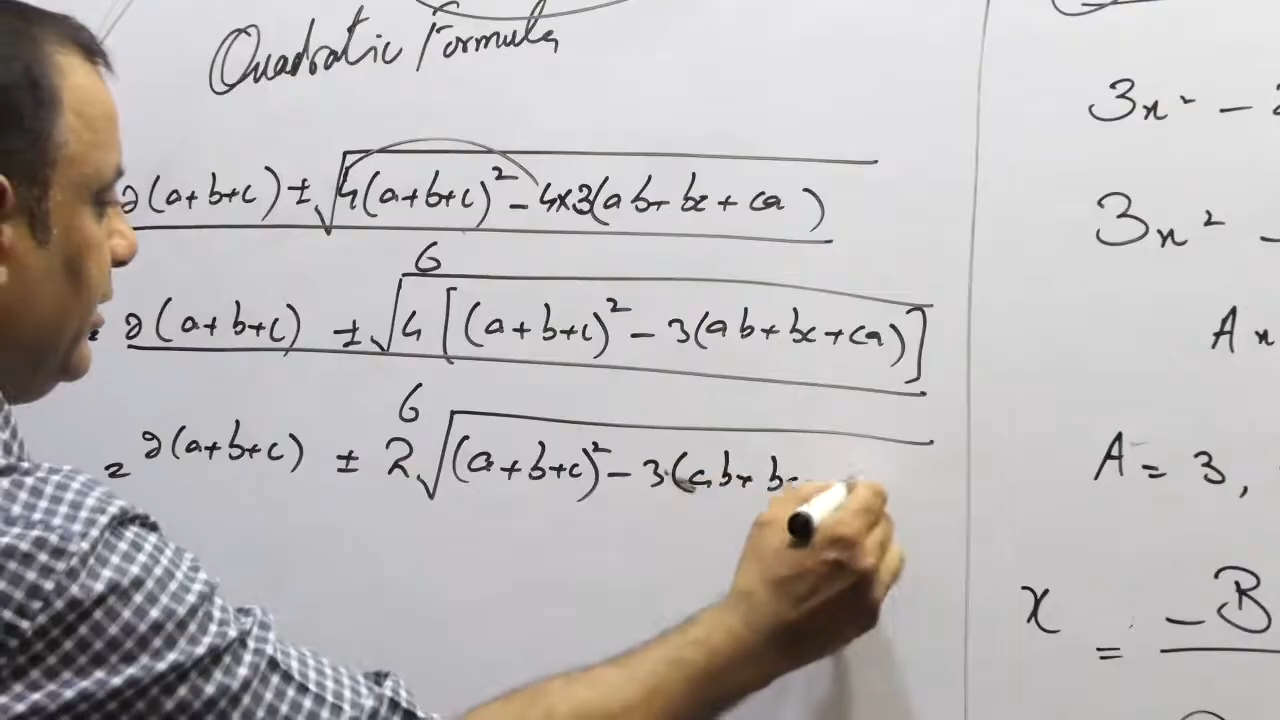 Quadratic Formula
2(a+b+c) ± √4(a+b+c)² - 4×3(ab+bc+ca)
6
2(a+b+c) ± √4[(a+b+c)² - 3(ab+bc+ca)]
6
= 2(a+b+c) ± 2√(a+b+c)² - 3(ab+b
3x² -
3x² -
Ax
A = 3,
x = -B